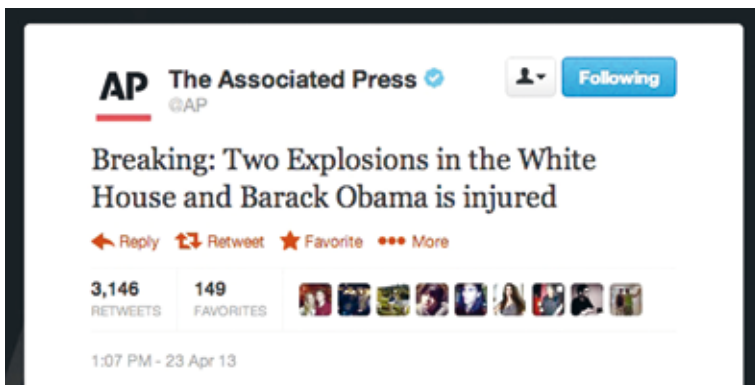 AP The Associated Press
Following
@AP
Breaking: Two Explosions in the White
House and Barack Obama is injured
Reply Retweet Favorite More
3,146 149
RETWEETS FAVORITES
1:07 PM - 23 Apr 13